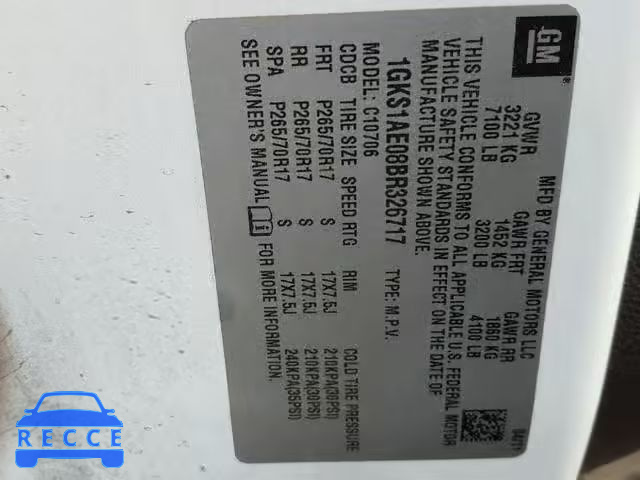 GM
MFD BY GENERAL MOTORS LLC
GVWR GAWR FRT GAWR RR
3221 KG 1452 KG 1860 KG
7100 LB 3200 LB 4100 LB
THIS VEHICLE CONFORMS TO ALL APPLICABLE U.S. FEDERAL MOTOR
VEHICLE SAFETY STANDARDS IN EFFECT ON THE DATE OF
MANUFACTURE SHOWN ABOVE.
1GKS1AE08BR326717 TYPE: M.P.V.
MODEL: C10706
CDCB TIRE SIZE SPEED RTG RIM COLD TIRE PRESSURE
FRT P265/70R17 S 17X7.5J 210KPA(30PSI)
RR P265/70R17 S 17X7.5J 210KPA(30PSI)
SPA P265/70R17 S 17X7.5J 240KPA(35PSI)
SEE OWNER'S MANUAL FOR MORE INFORMATION.
RECCE